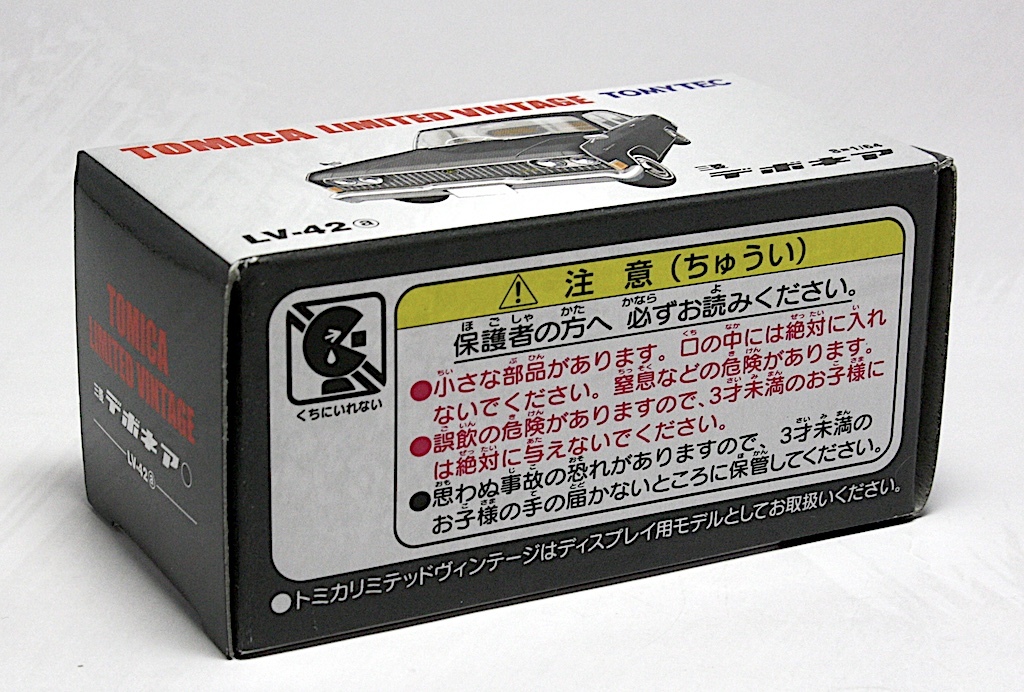 TOMICA LIMITED VINTAGE TOMYTEC
S=1/64
三菱 デボネア
LV-42ⓐ
TOMICA
LIMITED VINTAGE
デボネア
LV-42ⓐ
くちにいれない
注意(ちゅうい)
保護者の方へ 必ずお読みください。
●小さな部品があります。口の中には絶対に入れ
ないでください。窒息などの危険があります。
●誤飲の危険がありますので、3才未満のお子様に
は絶対に与えないでください。
●思わぬ事故の恐れがありますので、3才未満の
お子様の手の届かないところに保管してください。
●トミカリミテッドヴィンテージはディスプレイ用モデルとしてお取扱いください。